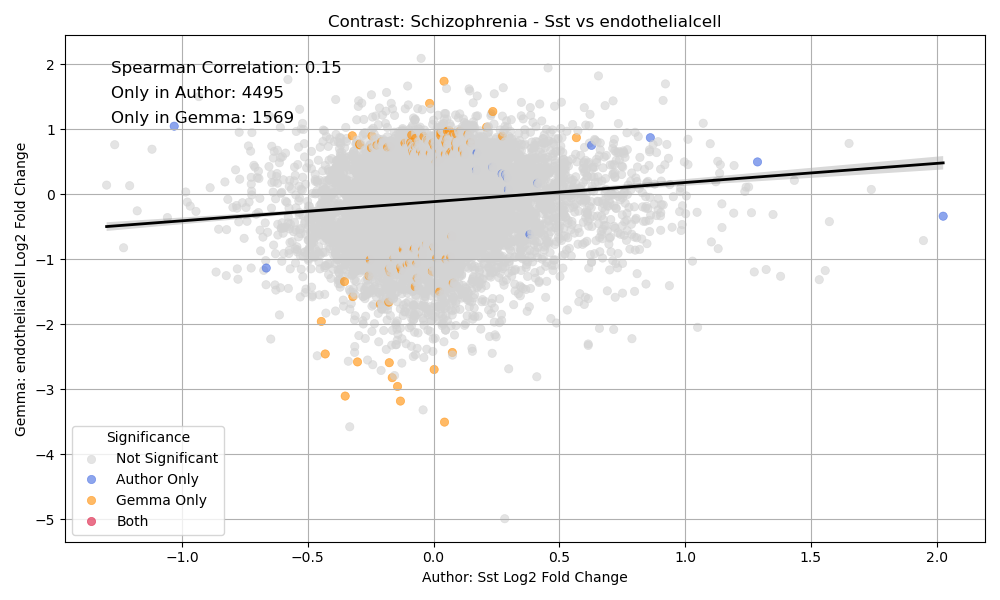 Contrast: Schizophrenia - Sst vs endothelialcell
Spearman Correlation: 0.15
Only in Author: 4495
Only in Gemma: 1569
Gemma: endothelialcell Log2 Fold Change
2
1
0
−1
−2
−3
−4
−5
Significance
Not Significant
Author Only
Gemma Only
Both
−1.0
−0.5
0.0
0.5
1.0
1.5
2.0
Author: Sst Log2 Fold Change